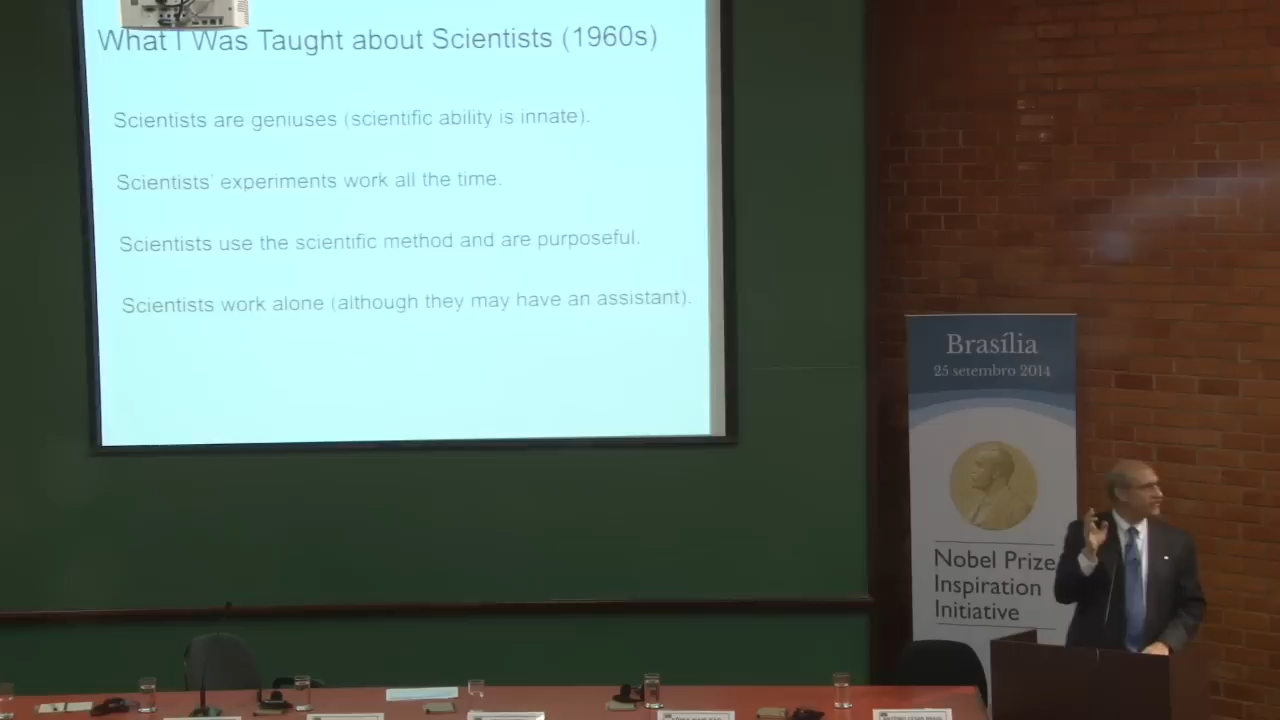 What I Was Taught about Scientists (1960s)
Scientists are geniuses (scientific ability is innate).
Scientists' experiments work all the time.
Scientists use the scientific method and are purposeful.
Scientists work alone (although they may have an assistant).
Brasília
25 setembro 2014
Nobel Prize
Inspiration
Initiative